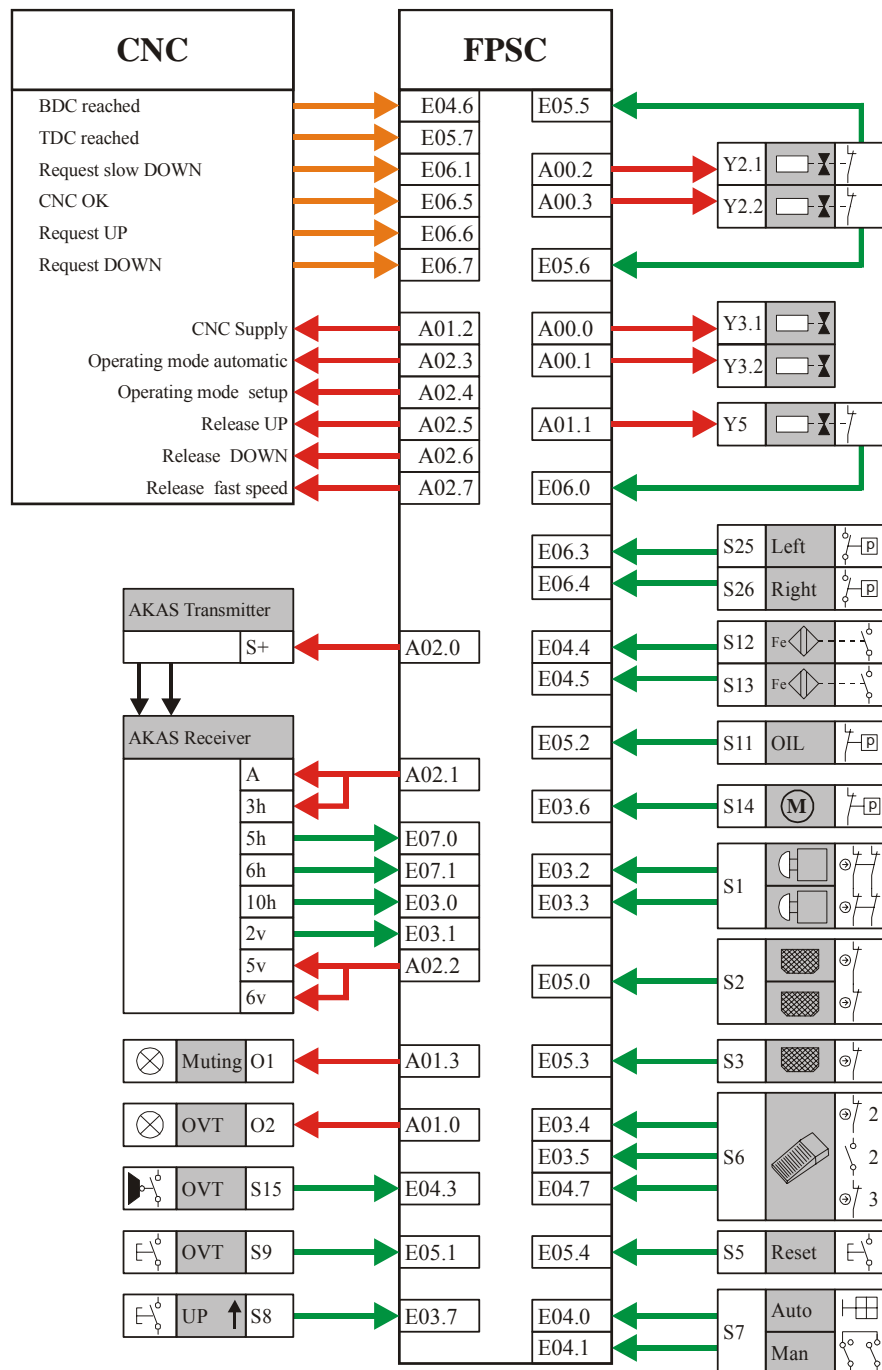 CNC
FPSC
BDC reached E04.6 E05.5
TDC reached E05.7
Request slow DOWN E06.1 A00.2 Y2.1
CNC OK E06.5 A00.3 Y2.2
Request UP E06.6
Request DOWN E06.7 E05.6
CNC Supply A01.2 A00.0 Y3.1
Operating mode automatic A02.3 A00.1 Y3.2
Operating mode setup A02.4
Release UP A02.5 A01.1 Y5
Release DOWN A02.6
Release fast speed A02.7 E06.0
E06.3 S25 Left p
E06.4 S26 Right p
AKAS Transmitter
S+ A02.0 E04.4 S12 Fe
E04.5 S13 Fe
AKAS Receiver
E05.2 S11 OIL p
A A02.1
3h E03.6 S14 M p
5h E07.0
6h E07.1 E03.2
S1
10h E03.0 E03.3
2v E03.1
5v A02.2
E05.0 S2
6v
Muting O1 A01.3 E05.3 S3
OVT O2 A01.0 E03.4 2
E03.5 S6 2
OVT S15 E04.3 E04.7 3
OVT S9 E05.1 E05.4 S5 Reset
UP S8 E03.7 E04.0 Auto
S7
E04.1 Man